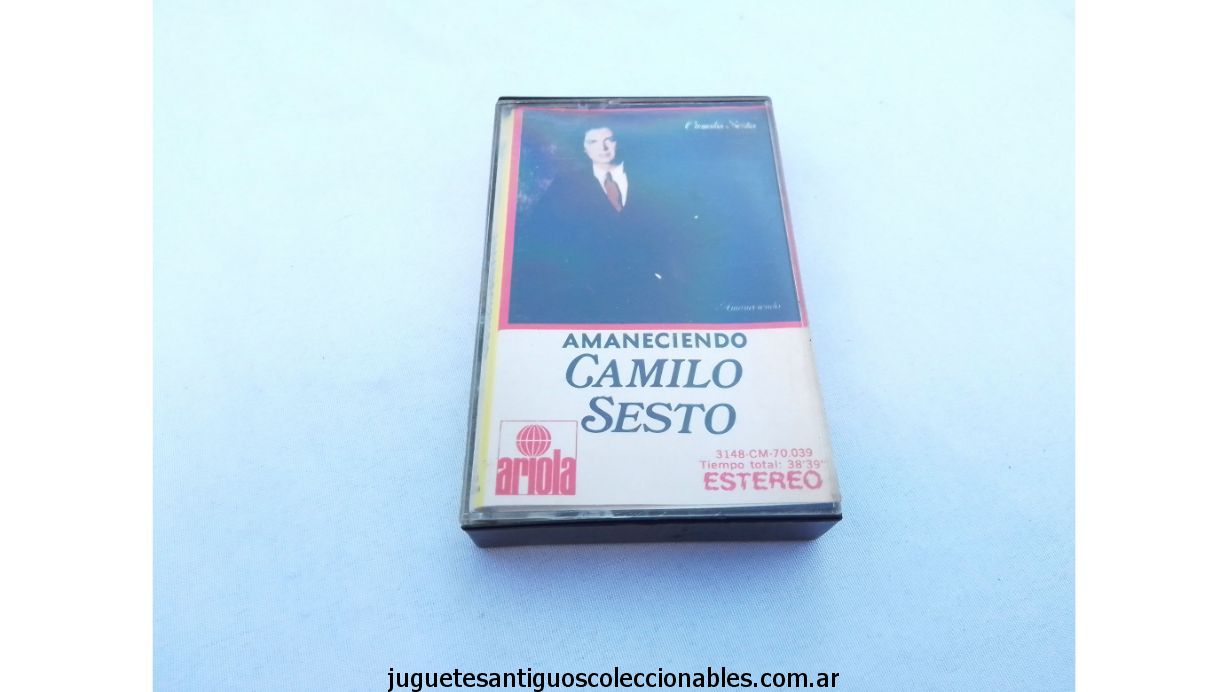 Camilo Sesto
Amaneciendo
AMANECIENDO
CAMILO
SESTO
ariola
3148-CM-70.039
Tiempo total: 38'39"
ESTEREO
juguetesantiguoscoleccionables.com.ar